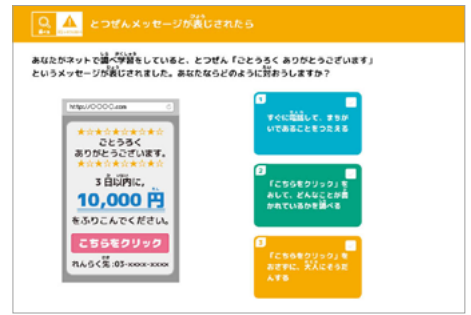 とつぜんメッセージが表じされたら
あなたがネットで調べ学習をしていると、とつぜん「ごとうろく ありがとうございます」
というメッセージが表じされました。あなたならどのように対おうしますか？
http://○○○○.com
☆☆☆☆☆☆☆☆☆
ごとうろく
ありがとうございます。
☆☆☆☆☆☆☆☆☆
3日以内に、
10,000 円
をふりこんでください。
こちらをクリック
れんらく先:03-xxxx-xxxx
1
すぐに電話して、まちが
いであることをつたえる
2
「こちらをクリック」を
おして、どんなことが書
かれているかを調べる
3
「こちらをクリック」を
おさずに、大人にそうだ
んする